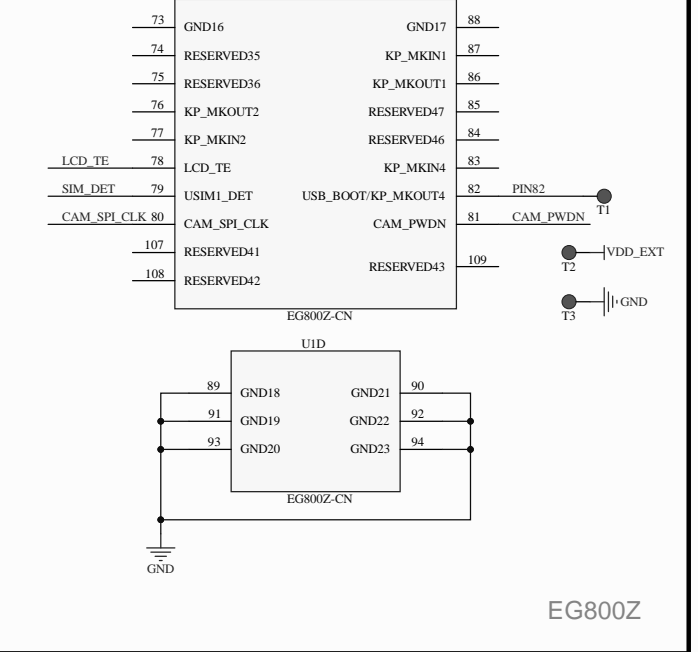 73 GND16 GND17 88
74 RESERVED35 KP_MKIN1 87
75 RESERVED36 KP_MKOUT1 86
76 KP_MKOUT2 RESERVED47 85
77 KP_MKIN2 RESERVED46 84
LCD_TE 78 LCD_TE KP_MKIN4 83
SIM_DET 79 USIM1_DET USB_BOOT/KP_MKOUT4 82 PIN82
T1
CAM_SPI_CLK 80 CAM_SPI_CLK CAM_PWDN 81 CAM_PWDN
107 RESERVED41 VDD_EXT
T2
108 RESERVED42 RESERVED43 109
T3 GND
EG800Z-CN
U1D
89 GND18 GND21 90
91 GND19 GND22 92
93 GND20 GND23 94
EG800Z-CN
GND
EG800Z